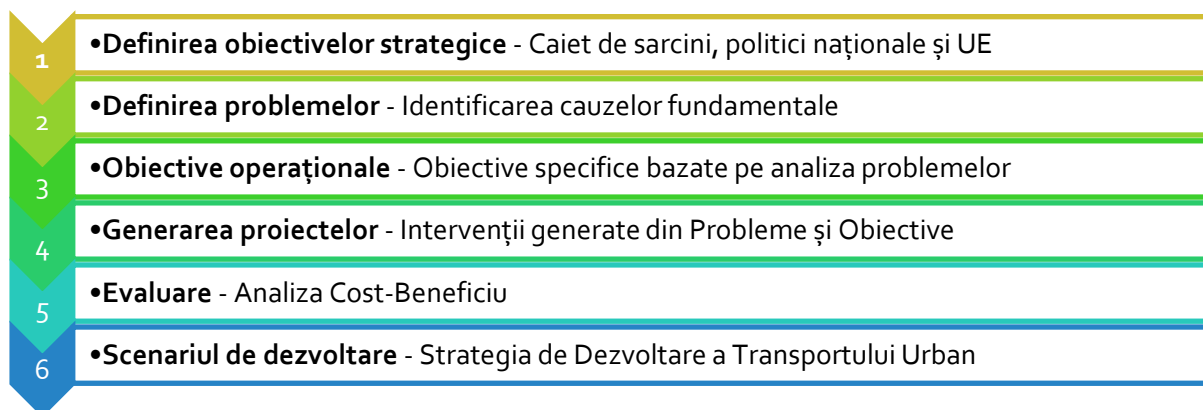 1 •Definirea obiectivelor strategice - Caiet de sarcini, politici naționale și UE
2 •Definirea problemelor - Identificarea cauzelor fundamentale
3 •Obiective operaționale - Obiective specifice bazate pe analiza problemelor
4 •Generarea proiectelor - Intervenții generate din Probleme și Obiective
5 •Evaluare - Analiza Cost-Beneficiu
6 •Scenariul de dezvoltare - Strategia de Dezvoltare a Transportului Urban